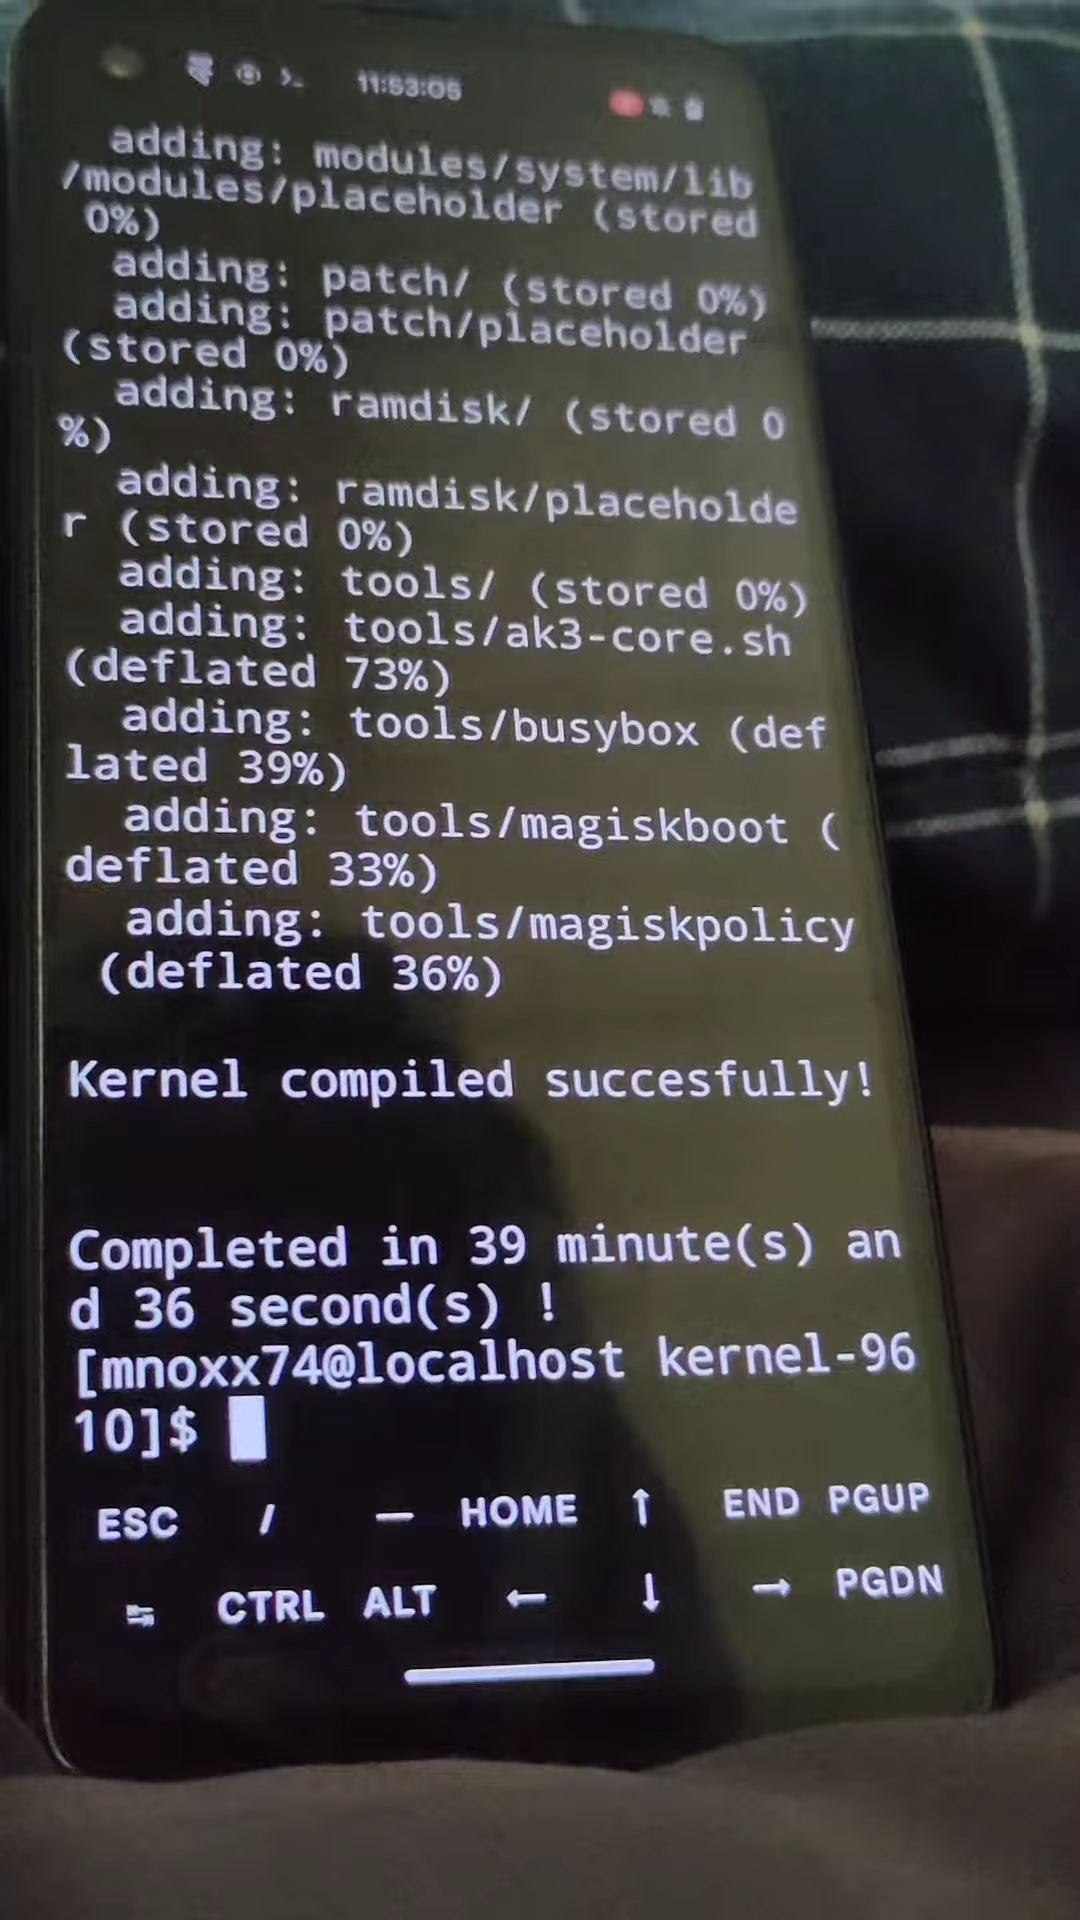 11:53:05
adding: modules/system/lib
/modules/placeholder (stored
0%)
adding: patch/ (stored 0%)
adding: patch/placeholder
(stored 0%)
adding: ramdisk/ (stored 0
%)
adding: ramdisk/placeholde
r (stored 0%)
adding: tools/ (stored 0%)
adding: tools/ak3-core.sh
(deflated 73%)
adding: tools/busybox (def
lated 39%)
adding: tools/magiskboot (
deflated 33%)
adding: tools/magiskpolicy
(deflated 36%)
Kernel compiled succesfully!
Completed in 39 minute(s) an
d 36 second(s) !
[mnoxx74@localhost kernel-96
10]$
ESC / — HOME ↑ END PGUP
↹ CTRL ALT ← ↓ → PGDN